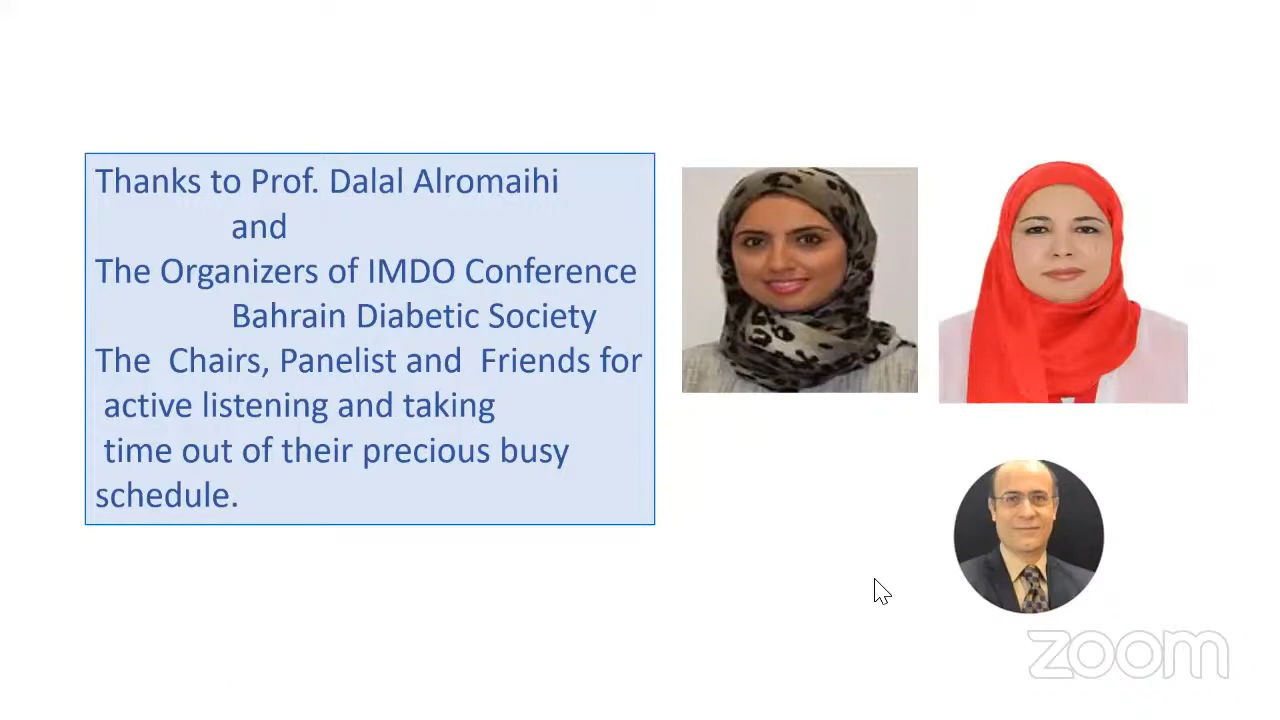 Thanks to Prof. Dalal Alromaihi
and
The Organizers of IMDO Conference
Bahrain Diabetic Society
The Chairs, Panelist and Friends for
active listening and taking
time out of their precious busy
schedule.
zoom